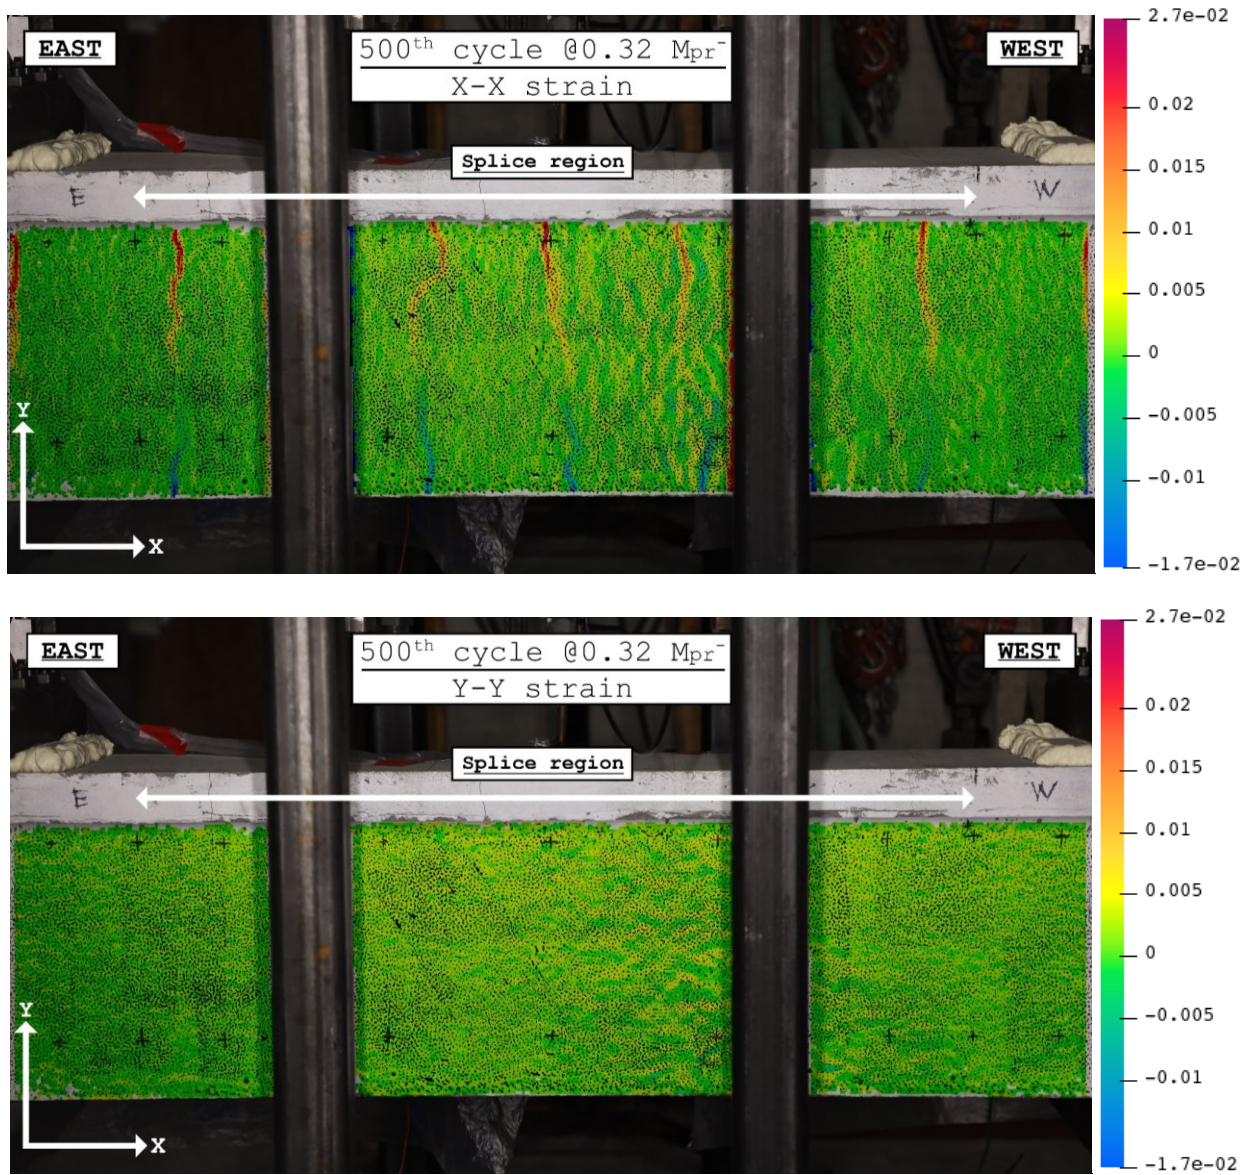 EAST
500th cycle @0.32 Mpr-
X-X strain
WEST
Splice region
E
W
Y
X
2.7e-02
0.02
0.015
0.01
0.005
0
-0.005
-0.01
-1.7e-02
EAST
500th cycle @0.32 Mpr-
Y-Y strain
WEST
Splice region
E
W
Y
X
2.7e-02
0.02
0.015
0.01
0.005
0
-0.005
-0.01
-1.7e-02